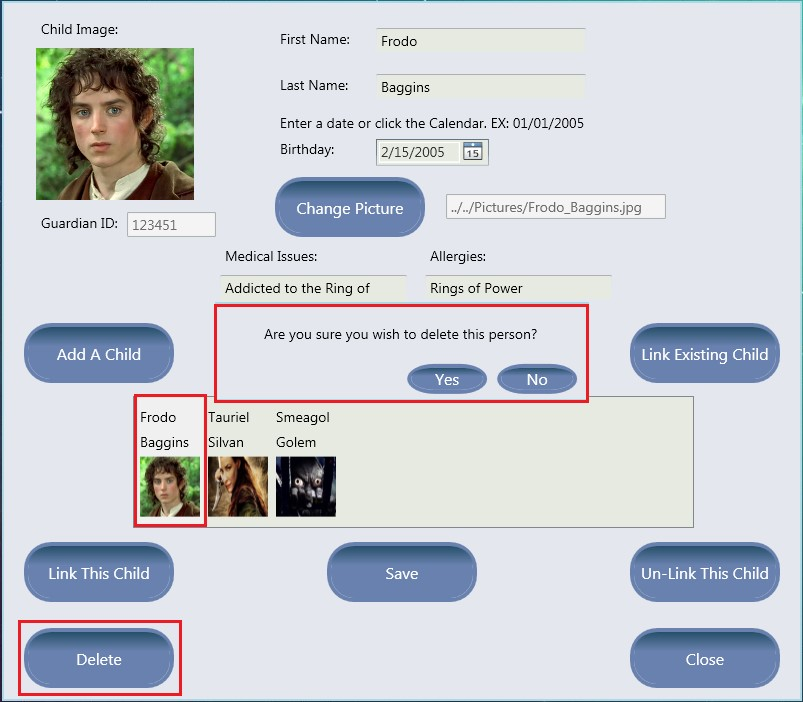 Child Image:
First Name: Frodo
Last Name: Baggins
Enter a date or click the Calendar. EX: 01/01/2005
Birthday: 2/15/2005 15
Change Picture ../../Pictures/Frodo_Baggins.jpg
Guardian ID: 123451
Medical Issues: Allergies:
Addicted to the Ring of Rings of Power
Add A Child
Are you sure you wish to delete this person?
Yes No
Link Existing Child
Frodo Tauriel Smeagol
Baggins Silvan Golem
Link This Child Save Un-Link This Child
Delete Close